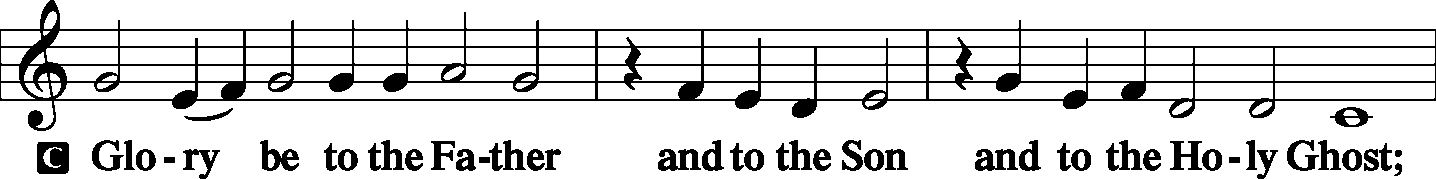 C Glo - ry be to the Fa - ther and to the Son and to the Ho - ly Ghost;